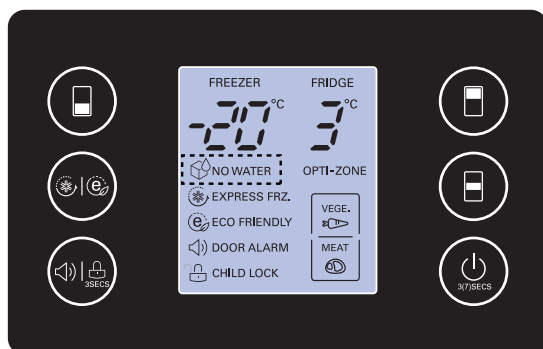 FREEZER FRIDGE
-20°C 3°C
NO WATER OPTI-ZONE
EXPRESS FRZ.
VEGE.
e ECO FRIENDLY
DOOR ALARM
MEAT
CHILD LOCK
e
3SECS
3(7)SECS